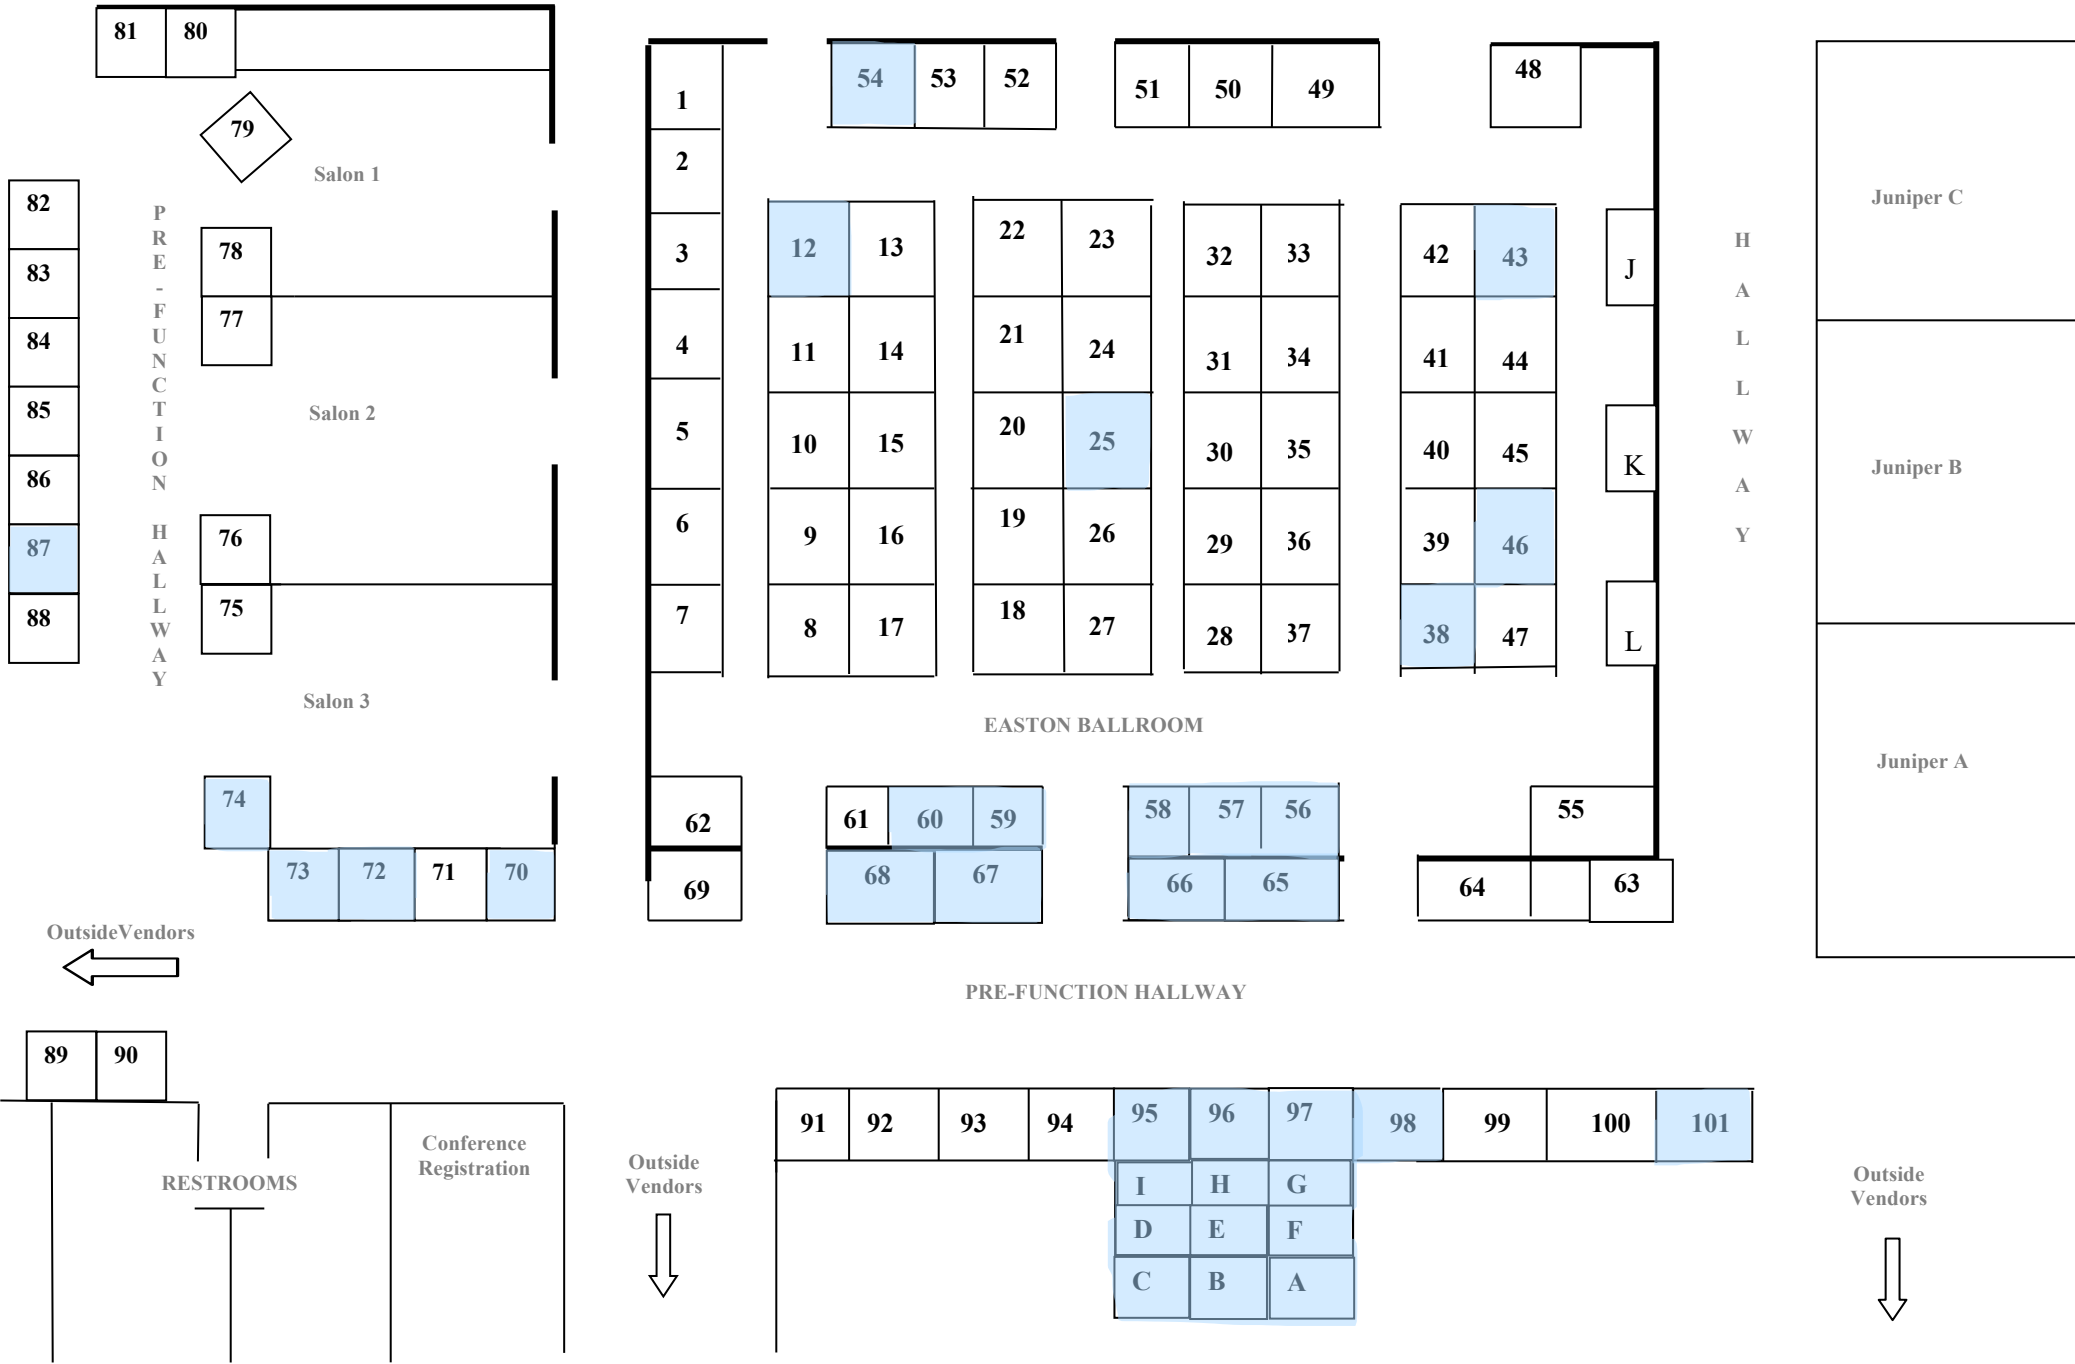 81 80
79
Salon 1
82
83
84
85
86
87
88
PRE-FUNCTION HALLWAY
78
77
Salon 2
76
75
Salon 3
74
73 72 71 70
OutsideVendors
1
2
3
4
5
6
7
54 53 52
51 50 49
48
12 13
11 14
10 15
9 16
8 17
22 23
21 24
20 25
19 26
18 27
32 33
31 34
30 35
29 36
28 37
42 43
41 44
40 45
39 46
38 47
J
K
L
HALLWAY
Juniper C
Juniper B
Juniper A
EASTON BALLROOM
62
69
61 60 59
68 67
58 57 56
66 65
55
64 63
PRE-FUNCTION HALLWAY
89 90
RESTROOMS
Conference
Registration
Outside
Vendors
91 92 93 94 95 96 97 98 99 100 101
I H G
D E F
C B A
Outside
Vendors